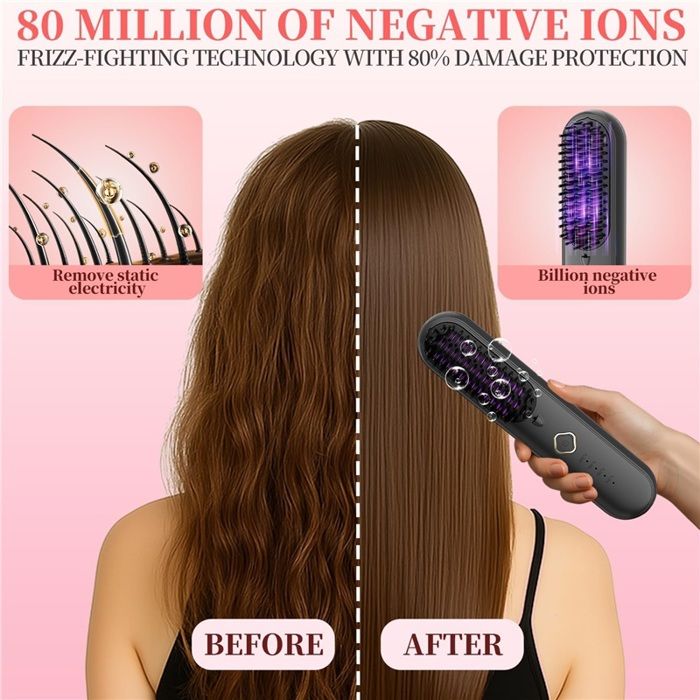 80 MILLION OF NEGATIVE IONS
FRIZZ-FIGHTING TECHNOLOGY WITH 80% DAMAGE PROTECTION
Remove static
electricity
Billion negative
ions
BEFORE
AFTER